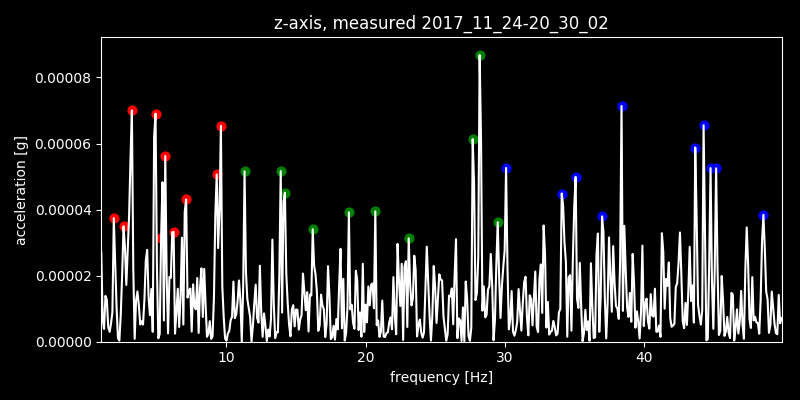 z-axis, measured 2017_11_24-20_30_02
0.00008
0.00006
0.00004
0.00002
0.00000
acceleration [g]
10 20 30 40
frequency [Hz]